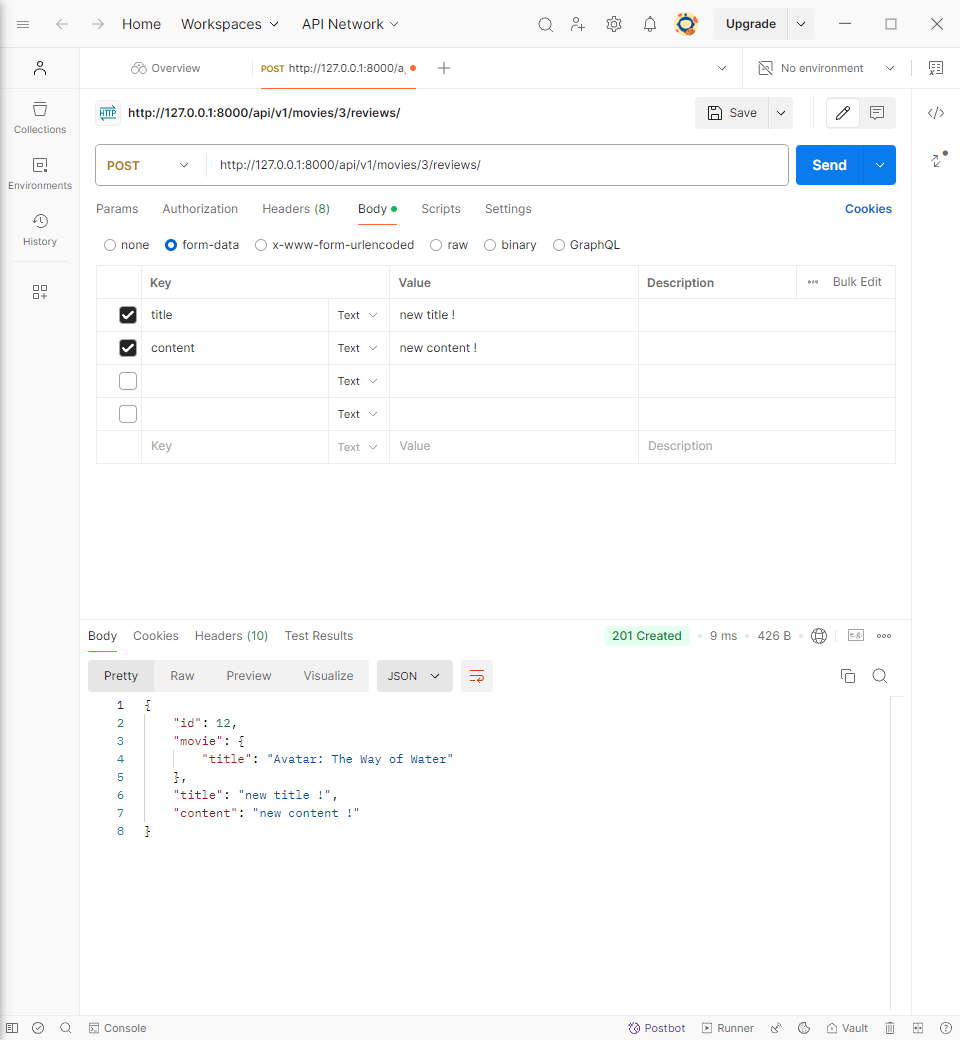 Home Workspaces API Network Upgrade
Overview POST http://127.0.0.1:8000/a No environment
HTTP http://127.0.0.1:8000/api/v1/movies/3/reviews/ Save
Collections
Environments
History
POST http://127.0.0.1:8000/api/v1/movies/3/reviews/ Send
Params Authorization Headers (8) Body Scripts Settings Cookies
none form-data x-www-form-urlencoded raw binary GraphQL
Key Value Description Bulk Edit
title Text new title !
content Text new content !
Text
Text
Key Text Value Description
Body Cookies Headers (10) Test Results 201 Created 9 ms 426 B e.g.
Pretty Raw Preview Visualize JSON
1 {
2 "id": 12,
3 "movie": {
4 "title": "Avatar: The Way of Water"
5 },
6 "title": "new title !",
7 "content": "new content !"
8 }
Console Postbot Runner Vault